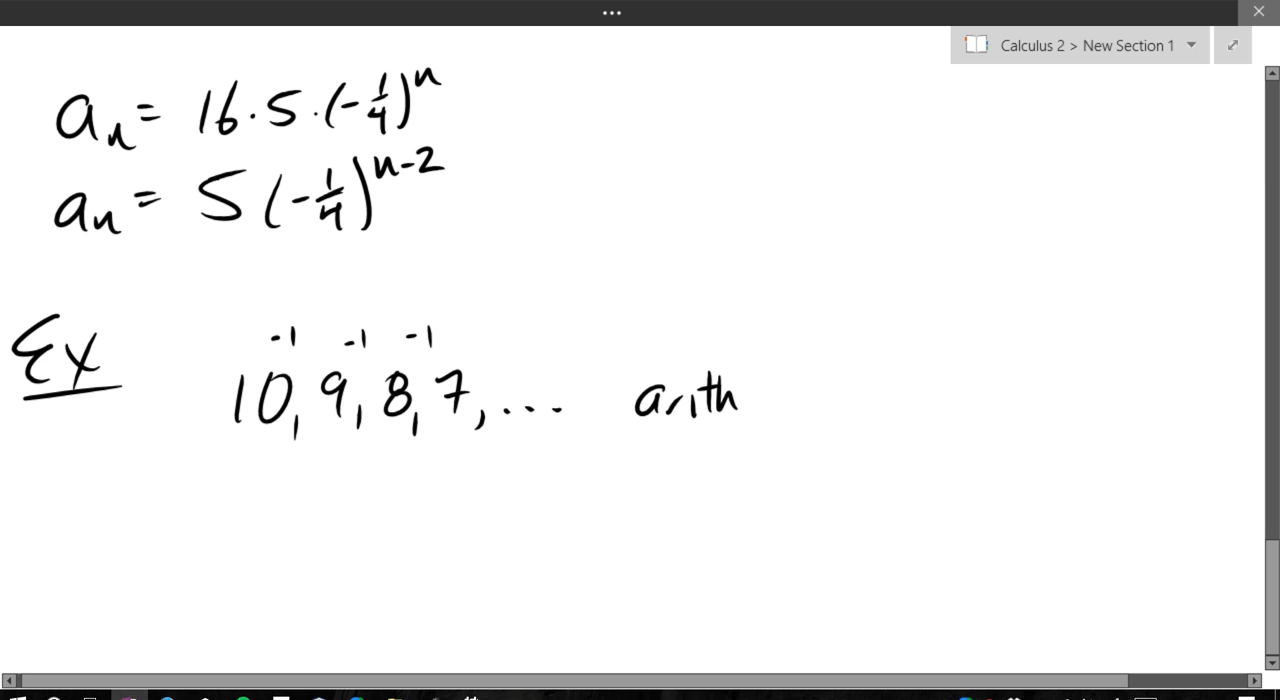 Calculus 2 > New Section 1
aₙ = 16 · 5 · (-1/4)ⁿ
aₙ = 5 (-1/4)ⁿ⁻²
-1 -1 -1
Ex 10, 9, 8, 7, ... arith